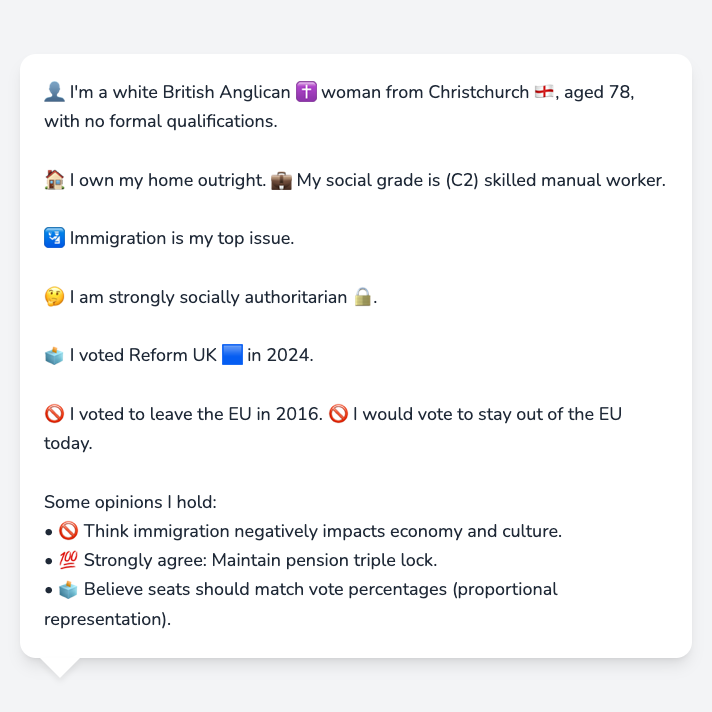 👤 I'm a white British Anglican ✝️ woman from Christchurch 🏴󠁧󠁢󠁥󠁮󠁧󠁿, aged 78,
with no formal qualifications.
🏠 I own my home outright. 💼 My social grade is (C2) skilled manual worker.
🛂 Immigration is my top issue.
🤔 I am strongly socially authoritarian 🔒.
🗳️ I voted Reform UK 🟦 in 2024.
🚫 I voted to leave the EU in 2016. 🚫 I would vote to stay out of the EU
today.
Some opinions I hold:
• 🚫 Think immigration negatively impacts economy and culture.
• 💯 Strongly agree: Maintain pension triple lock.
• 🗳️ Believe seats should match vote percentages (proportional
representation).